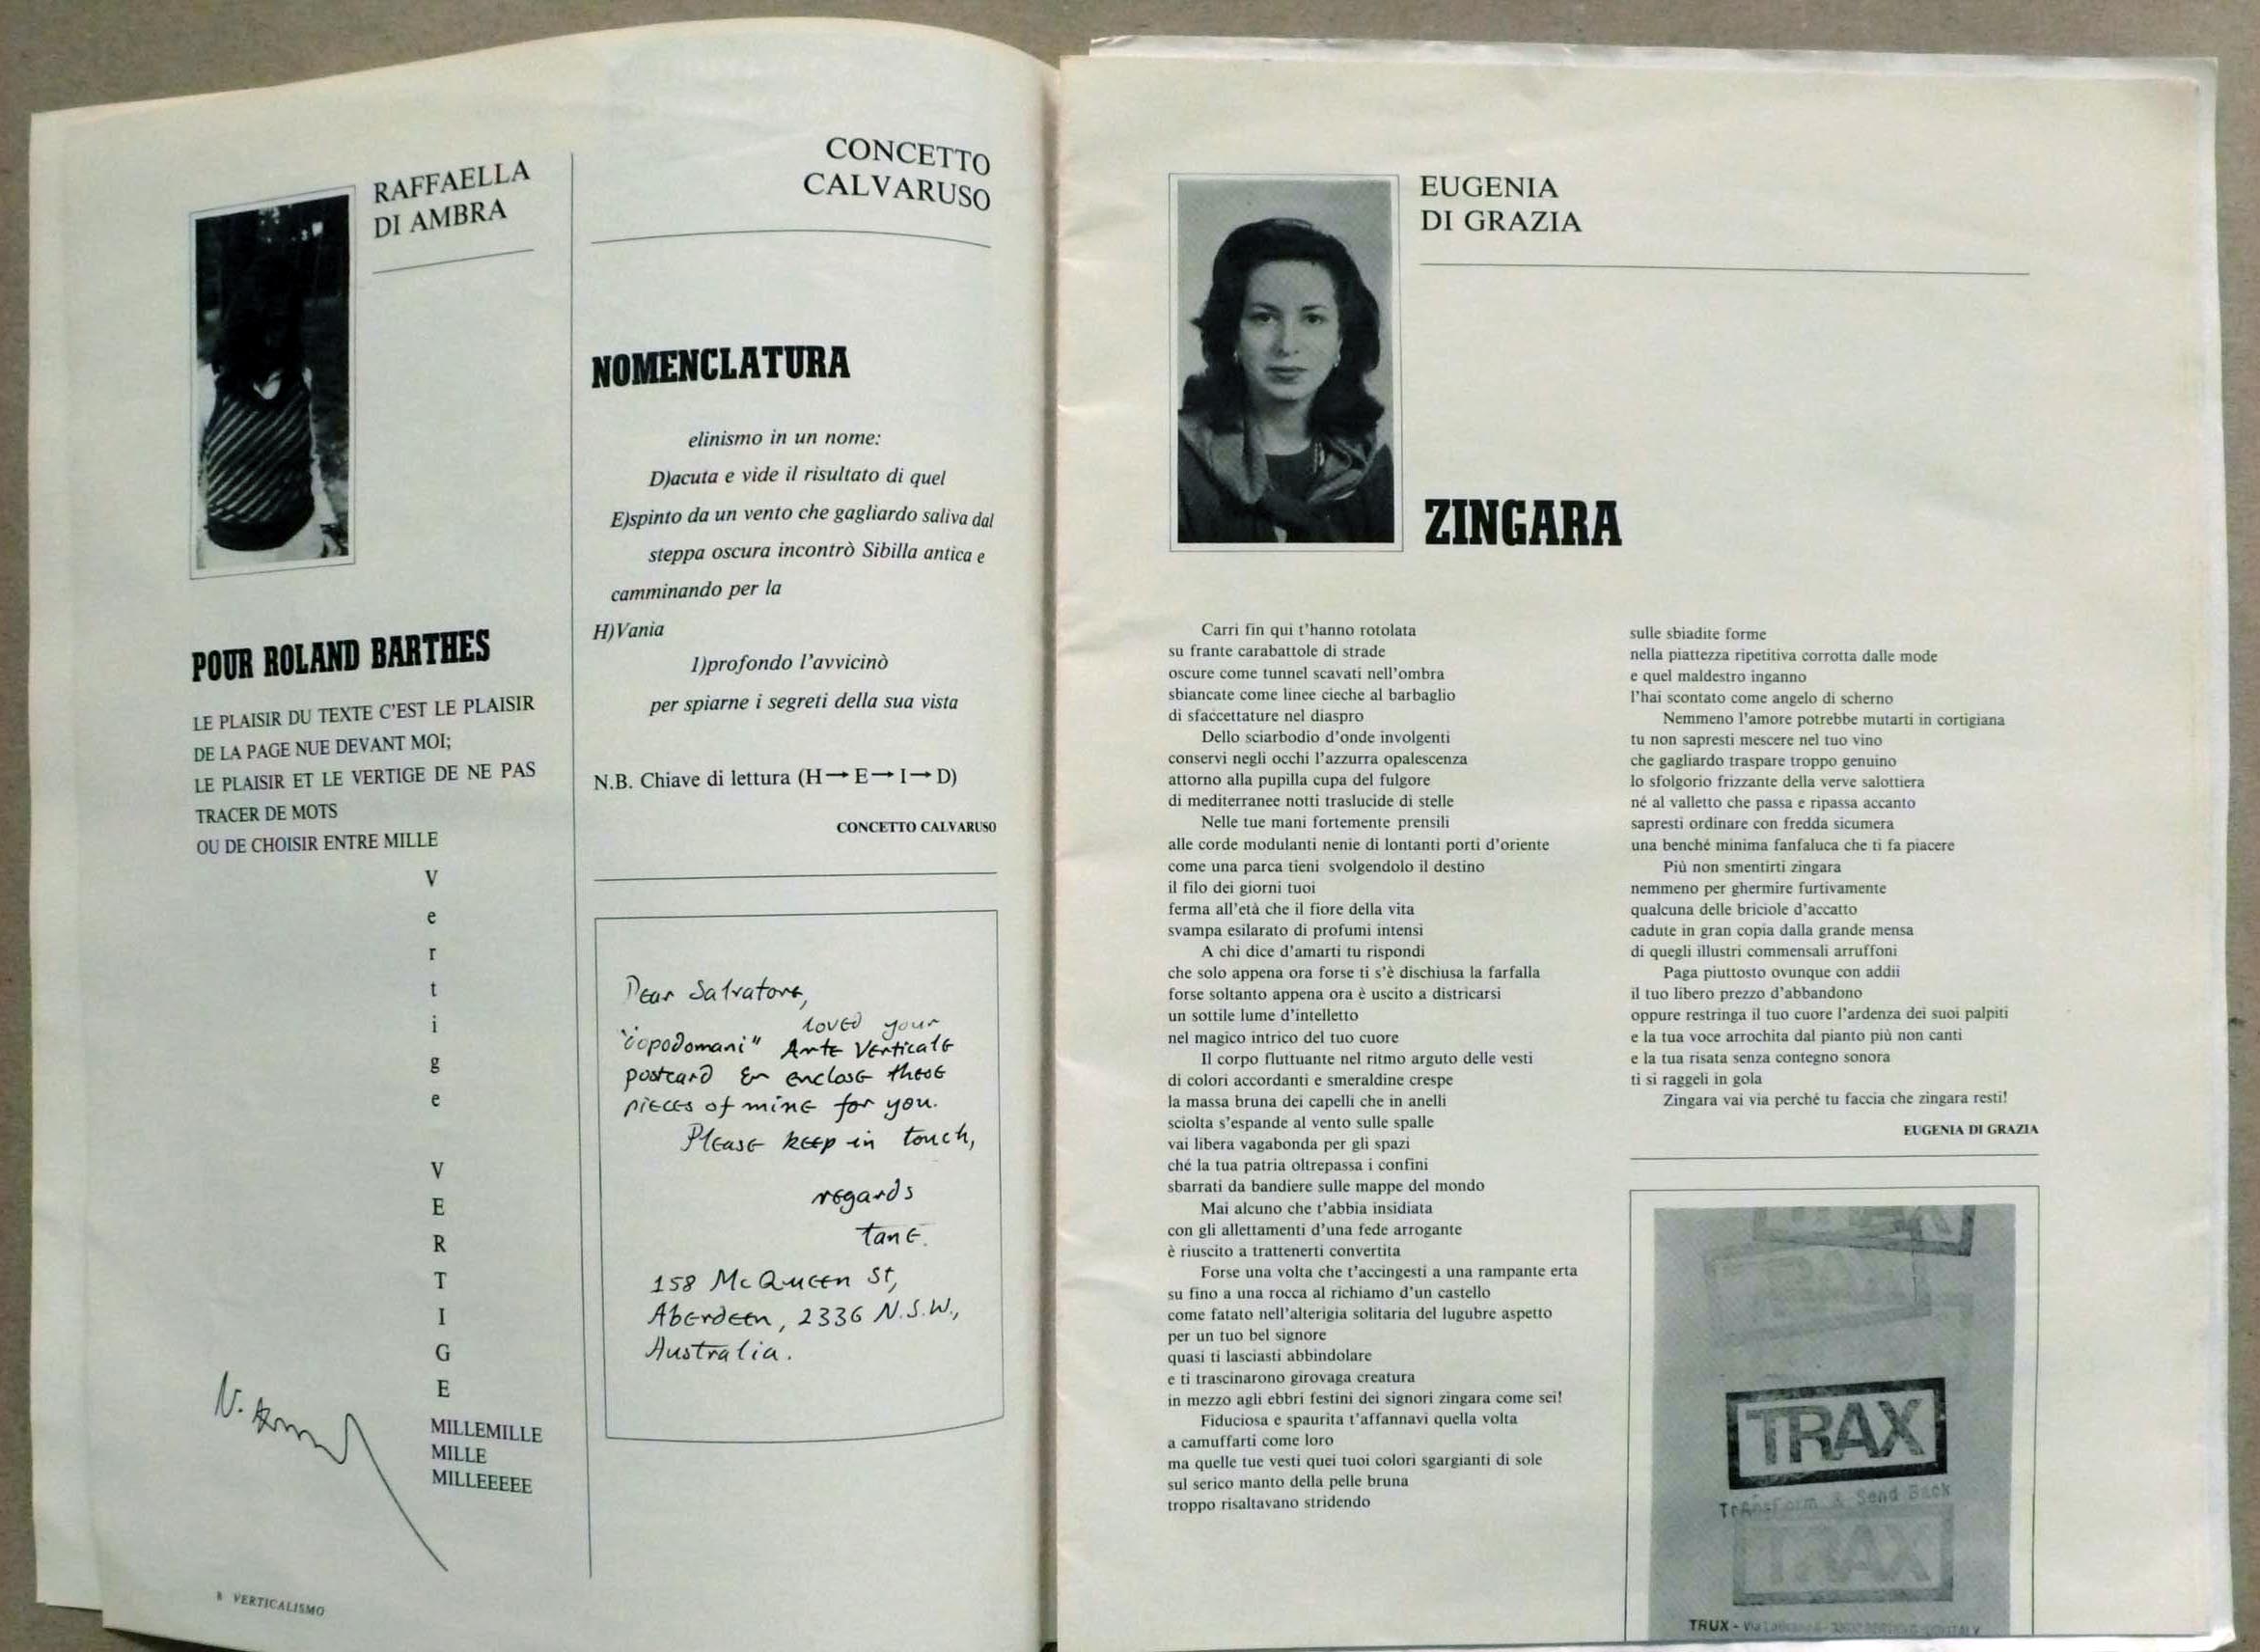 RAFFAELLA
DI AMBRA
POUR ROLAND BARTHES
LE PLAISIR DU TEXTE C'EST LE PLAISIR
DE LA PAGE NUE DEVANT MOI;
LE PLAISIR ET LE VERTIGE DE NE PAS
TRACER DE MOTS
OU DE CHOISIR ENTRE MILLE
V
e
r
t
i
g
e
V
E
R
T
I
G
E
MILLEMILLE
MILLE
MILLEEEEE
8 VERTICALISMO
CONCETTO
CALVARUSO
NOMENCLATURA
elinismo in un nome:
D)acuta e vide il risultato di quel
E)spinto da un vento che gagliardo saliva dal
steppa oscura incontrò Sibilla antica e
camminando per la
H)Vania
I)profondo l'avvicinò
per spiarne i segreti della sua vista
N.B. Chiave di lettura (H→E→I→D)
CONCETTO CALVARUSO
Dear Salvatore,
loved your
"dopodomani" Arte Verticale
postcard & enclose these
pieces of mine for you.
Please keep in touch,
regards
tane.
158 McQueen St,
Aberdeen, 2336 N.S.W.,
Australia.
EUGENIA
DI GRAZIA
ZINGARA
Carri fin qui t'hanno rotolata
su frante carabattole di strade
oscure come tunnel scavati nell'ombra
sbiancate come linee cieche al barbaglio
di sfaccettature nel diaspro
Dello sciarbodio d'onde involgenti
conservi negli occhi l'azzurra opalescenza
attorno alla pupilla cupa del fulgore
di mediterranee notti traslucide di stelle
Nelle tue mani fortemente prensili
alle corde modulanti nenie di lontanti porti d'oriente
come una parca tieni svolgendolo il destino
il filo dei giorni tuoi
ferma all'età che il fiore della vita
svampa esilarato di profumi intensi
A chi dice d'amarti tu rispondi
che solo appena ora forse ti s'è dischiusa la farfalla
forse soltanto appena ora è uscito a districarsi
un sottile lume d'intelletto
nel magico intrico del tuo cuore
Il corpo fluttuante nel ritmo arguto delle vesti
di colori accordanti e smeraldine crespe
la massa bruna dei capelli che in anelli
sciolta s'espande al vento sulle spalle
vai libera vagabonda per gli spazi
ché la tua patria oltrepassa i confini
sbarrati da bandiere sulle mappe del mondo
Mai alcuno che t'abbia insidiata
con gli allettamenti d'una fede arrogante
è riuscito a trattenerti convertita
Forse una volta che t'accingesti a una rampante erta
su fino a una rocca al richiamo d'un castello
come fatato nell'alterigia solitaria del lugubre aspetto
per un tuo bel signore
quasi ti lasciasti abbindolare
e ti trascinarono girovaga creatura
in mezzo agli ebbri festini dei signori zingara come sei!
Fiduciosa e spaurita t'affannavi quella volta
a camuffarti come loro
ma quelle tue vesti quei tuoi colori sgargianti di sole
sul serico manto della pelle bruna
troppo risaltavano stridendo
sulle sbiadite forme
nella piattezza ripetitiva corrotta dalle mode
e quel maldestro inganno
l'hai scontato come angelo di scherno
Nemmeno l'amore potrebbe mutarti in cortigiana
tu non sapresti mescere nel tuo vino
che gagliardo traspare troppo genuino
lo sfolgorio frizzante della verve salottiera
né al valletto che passa e ripassa accanto
sapresti ordinare con fredda sicumera
una benché minima fanfaluca che ti fa piacere
Più non smentirti zingara
nemmeno per ghermire furtivamente
qualcuna delle briciole d'accatto
cadute in gran copia dalla grande mensa
di quegli illustri commensali arruffoni
Paga piuttosto ovunque con addii
il tuo libero prezzo d'abbandono
oppure restringa il tuo cuore l'ardenza dei suoi palpiti
e la tua voce arrochita dal pianto più non canti
e la tua risata senza contegno sonora
ti si raggeli in gola
Zingara vai via perché tu faccia che zingara resti!
EUGENIA DI GRAZIA
TRAX
TRAX
TRAX
Transform & Send Back
TRAX
TRUX - Via